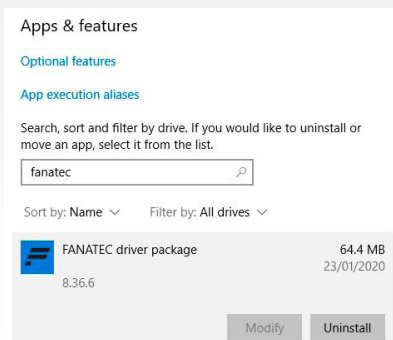 Apps & features
Optional features
App execution aliases
Search, sort and filter by drive. If you would like to uninstall or
move an app, select it from the list.
fanatec
Sort by: Name Filter by: All drives
FANATEC driver package 64.4 MB
23/01/2020
8.36.6
Modify Uninstall